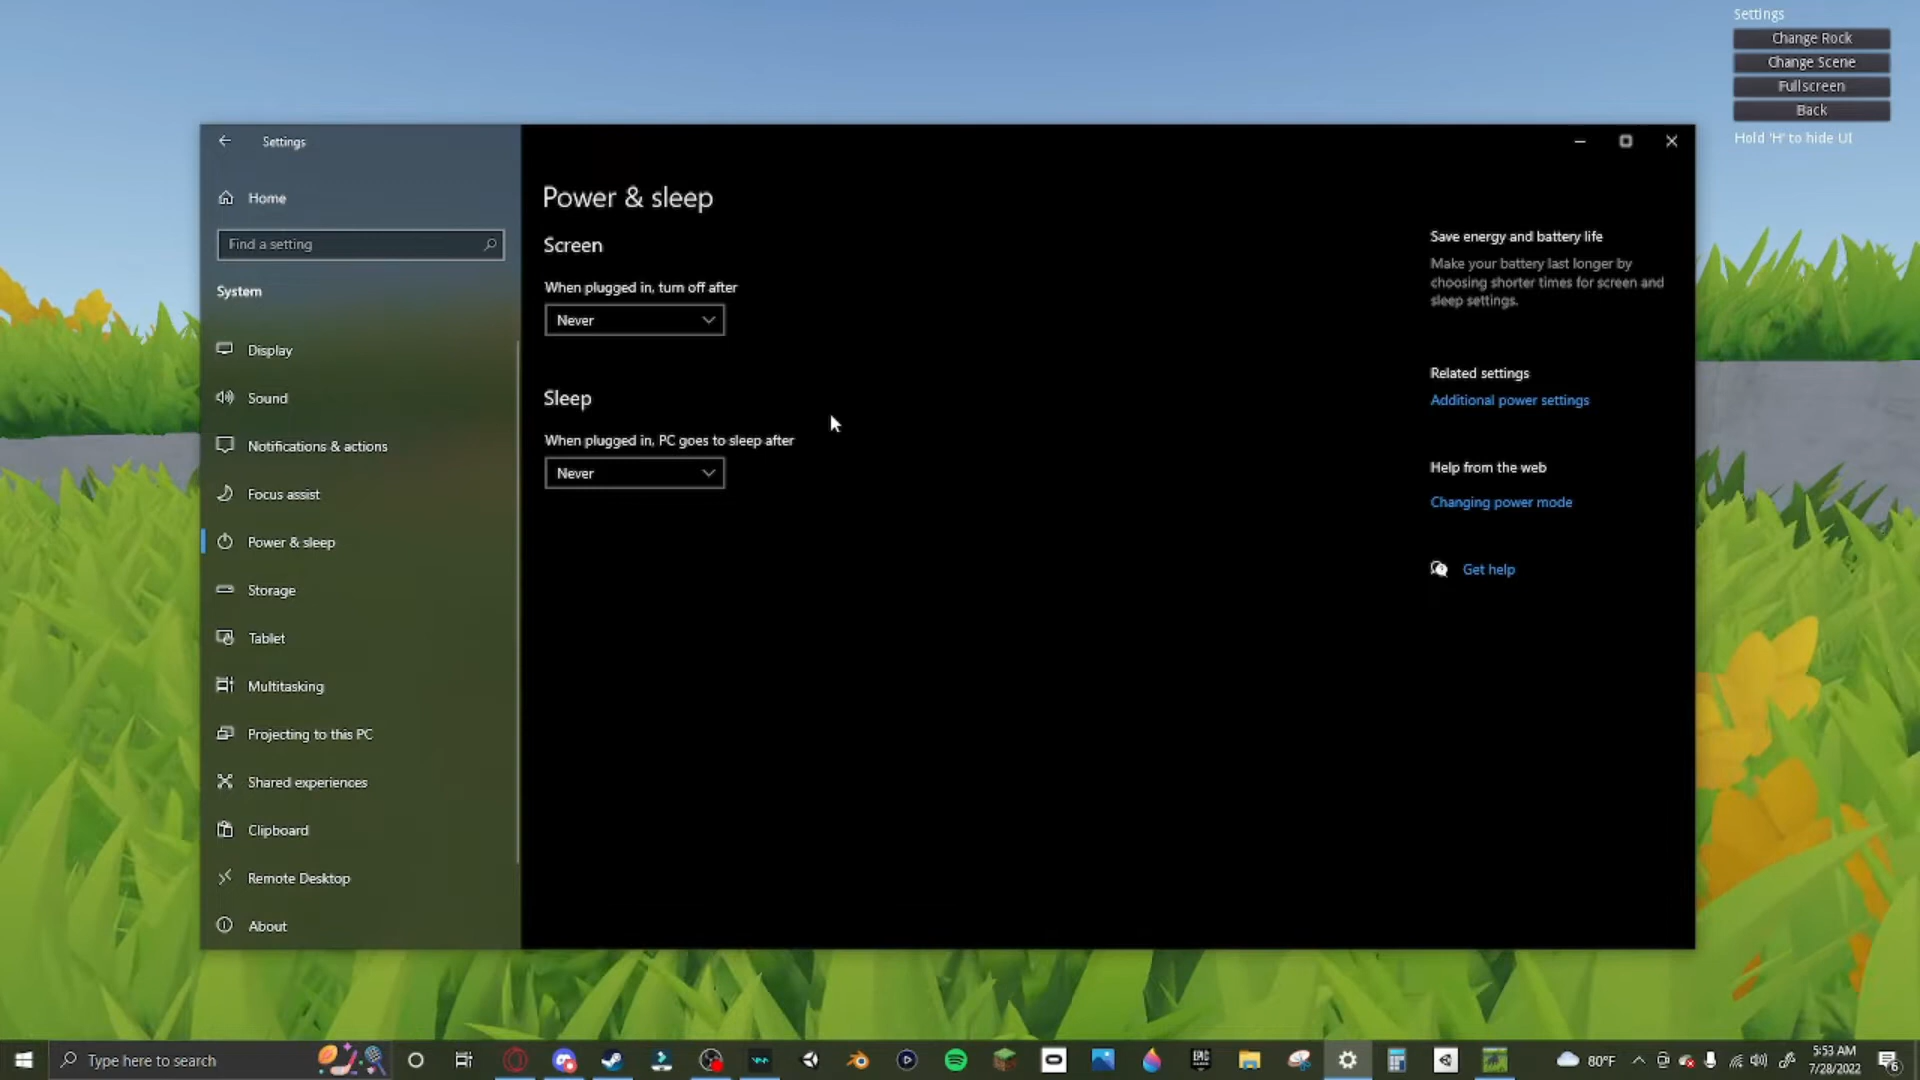 Settings
Change Rock
Change Scene
Fullscreen
Back
Hold 'H' to hide UI
Settings
Home
Find a setting
System
Display
Sound
Notifications & actions
Focus assist
Power & sleep
Storage
Tablet
Multitasking
Projecting to this PC
Shared experiences
Clipboard
Remote Desktop
About
Power & sleep
Screen
When plugged in, turn off after
Never
Sleep
When plugged in, PC goes to sleep after
Never
Save energy and battery life
Make your battery last longer by
choosing shorter times for screen and
sleep settings.
Related settings
Additional power settings
Help from the web
Changing power mode
Get help
Type here to search
EPIC
80°F
5:53 AM
7/28/2022
6